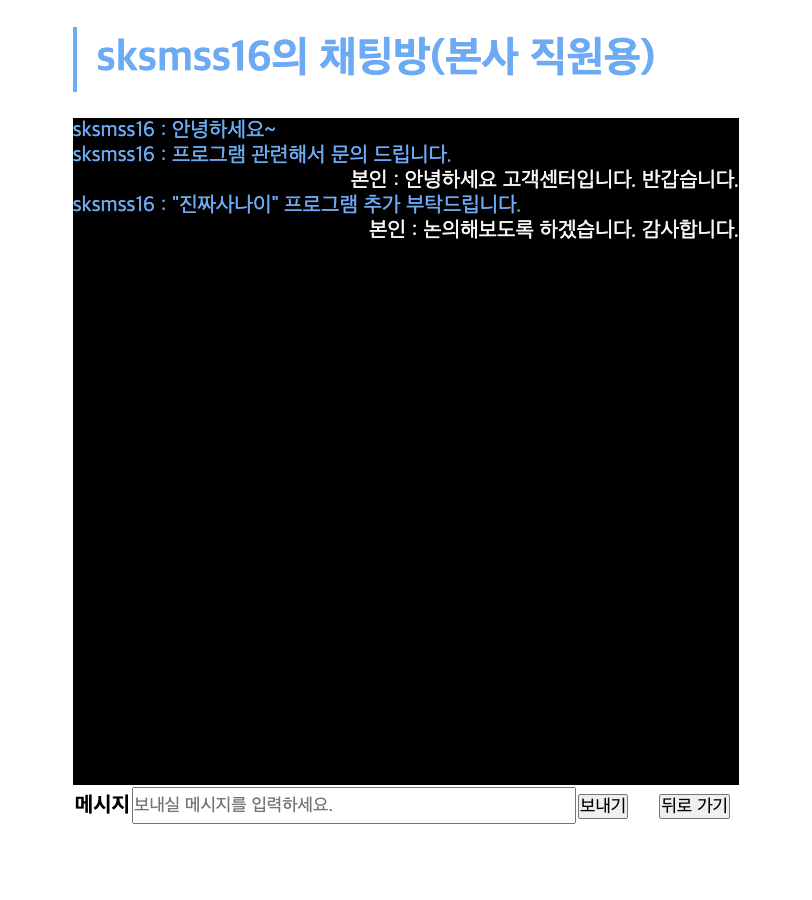 sksmss16의 채팅방(본사 직원용)
sksmss16 : 안녕하세요~
sksmss16 : 프로그램 관련해서 문의 드립니다.
본인 : 안녕하세요 고객센터입니다. 반갑습니다.
sksmss16 : "진짜사나이" 프로그램 추가 부탁드립니다.
본인 : 논의해보도록 하겠습니다. 감사합니다.
메시지 보내실 메시지를 입력하세요. 보내기 뒤로 가기